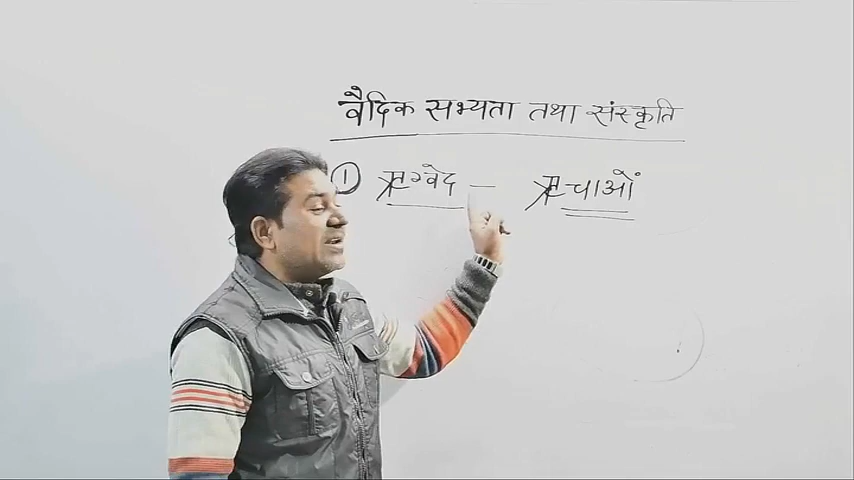 वैदिक सभ्यता तथा संस्कृति
① ऋग्वेद – ऋचाओं